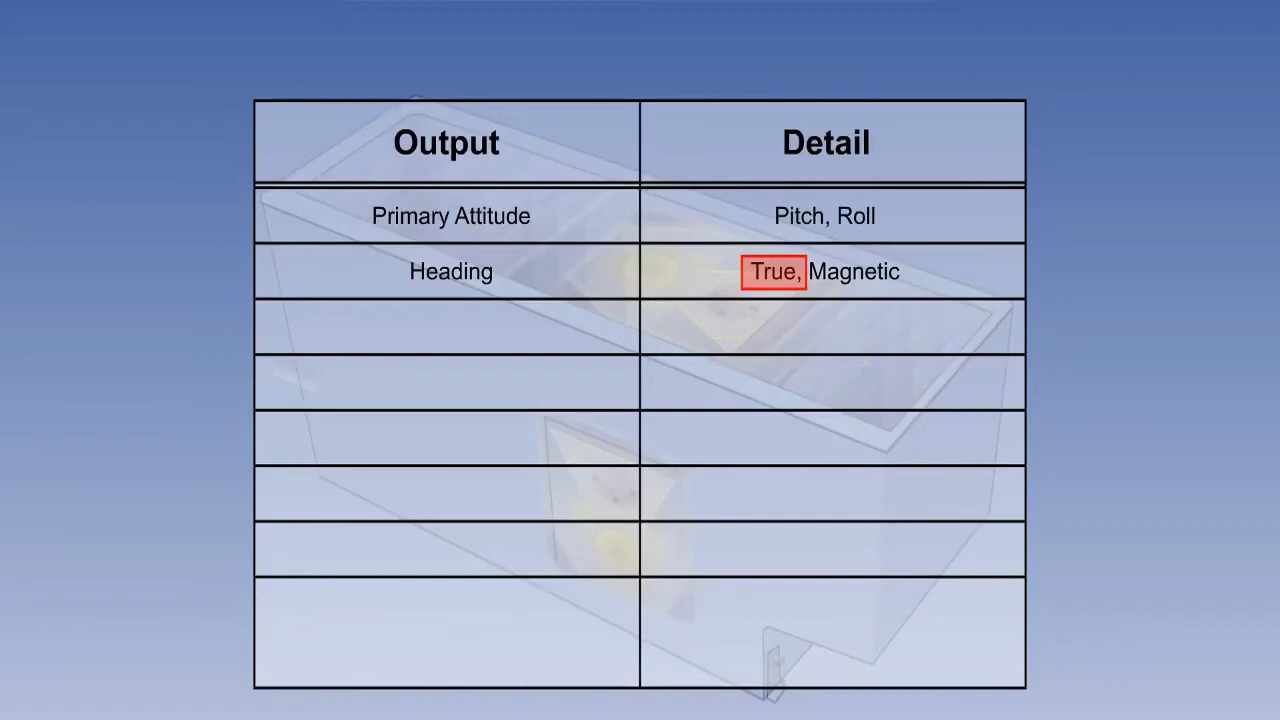 Output Detail
Primary Attitude Pitch, Roll
Heading True, Magnetic